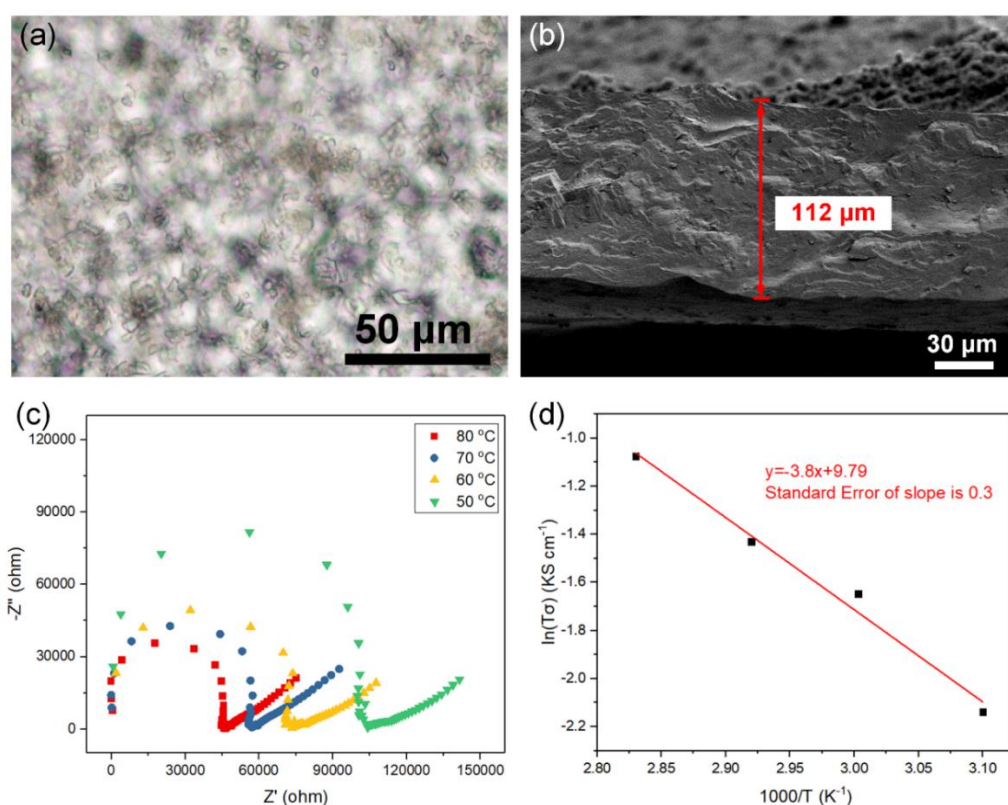 (a)
50 µm
(b)
112 µm
30 µm
(c)
-Z'' (ohm)
120000
90000
60000
30000
0
80 °C
70 °C
60 °C
50 °C
0
30000
60000
90000
120000
150000
Z' (ohm)
(d)
ln(Tσ) (KS cm⁻¹)
-1.0
-1.2
-1.4
-1.6
-1.8
-2.0
-2.2
y=-3.8x+9.79
Standard Error of slope is 0.3
2.80
2.85
2.90
2.95
3.00
3.05
3.10
1000/T (K⁻¹)